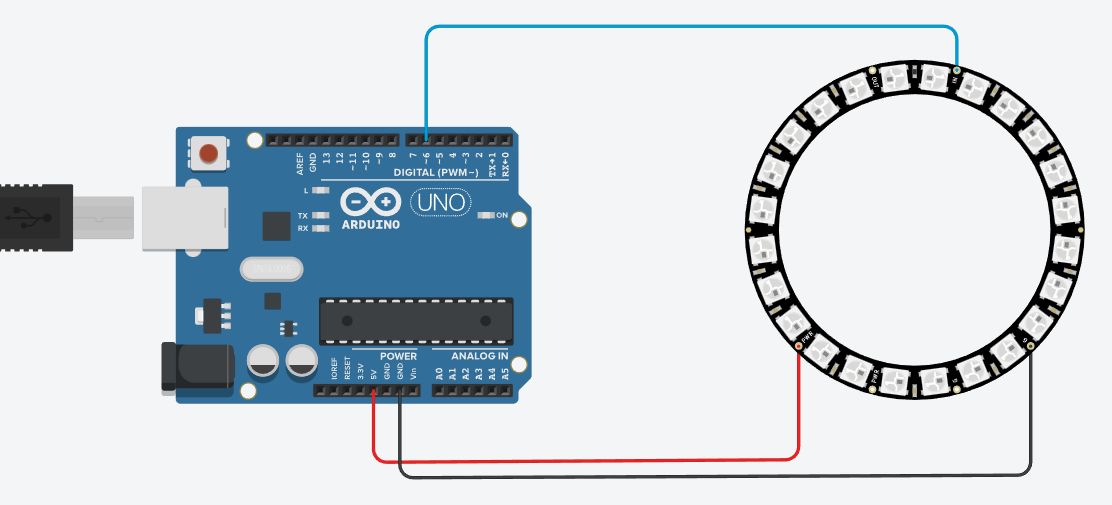 AREF
GND
13
12
~11
~10
~9
8
7
~6
~5
4
~3
2
TX→1
RX←0
DIGITAL (PWM~)
L
TX
RX
UNO
ARDUINO
ON
POWER
ANALOG IN
IOREF
RESET
3.3V
5V
GND
GND
Vin
A0
A1
A2
A3
A4
A5
OUT
IN
PWR
G
PWR
G